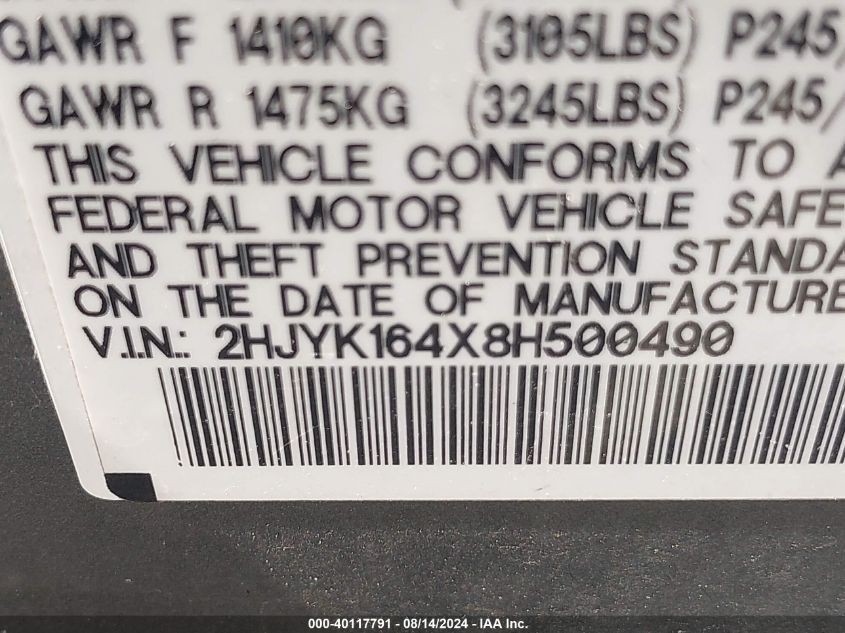 GAWR F 1410KG (3105LBS) P245/
GAWR R 1475KG (3245LBS) P245/
THIS VEHICLE CONFORMS TO A
FEDERAL MOTOR VEHICLE SAFE
AND THEFT PREVENTION STANDA
ON THE DATE OF MANUFACTURE
V.I.N.: 2HJYK164X8H500490
000-40117791 - 08/14/2024 - IAA Inc.